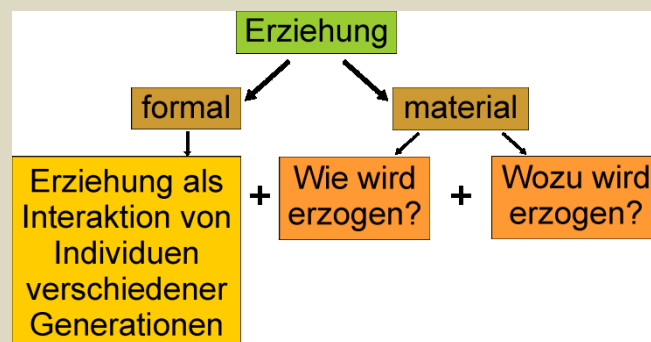 Erziehung
formal
material
Erziehung als
Interaktion von
Individuen
verschiedener
Generationen
+
Wie wird
erzogen?
+
Wozu wird
erzogen?